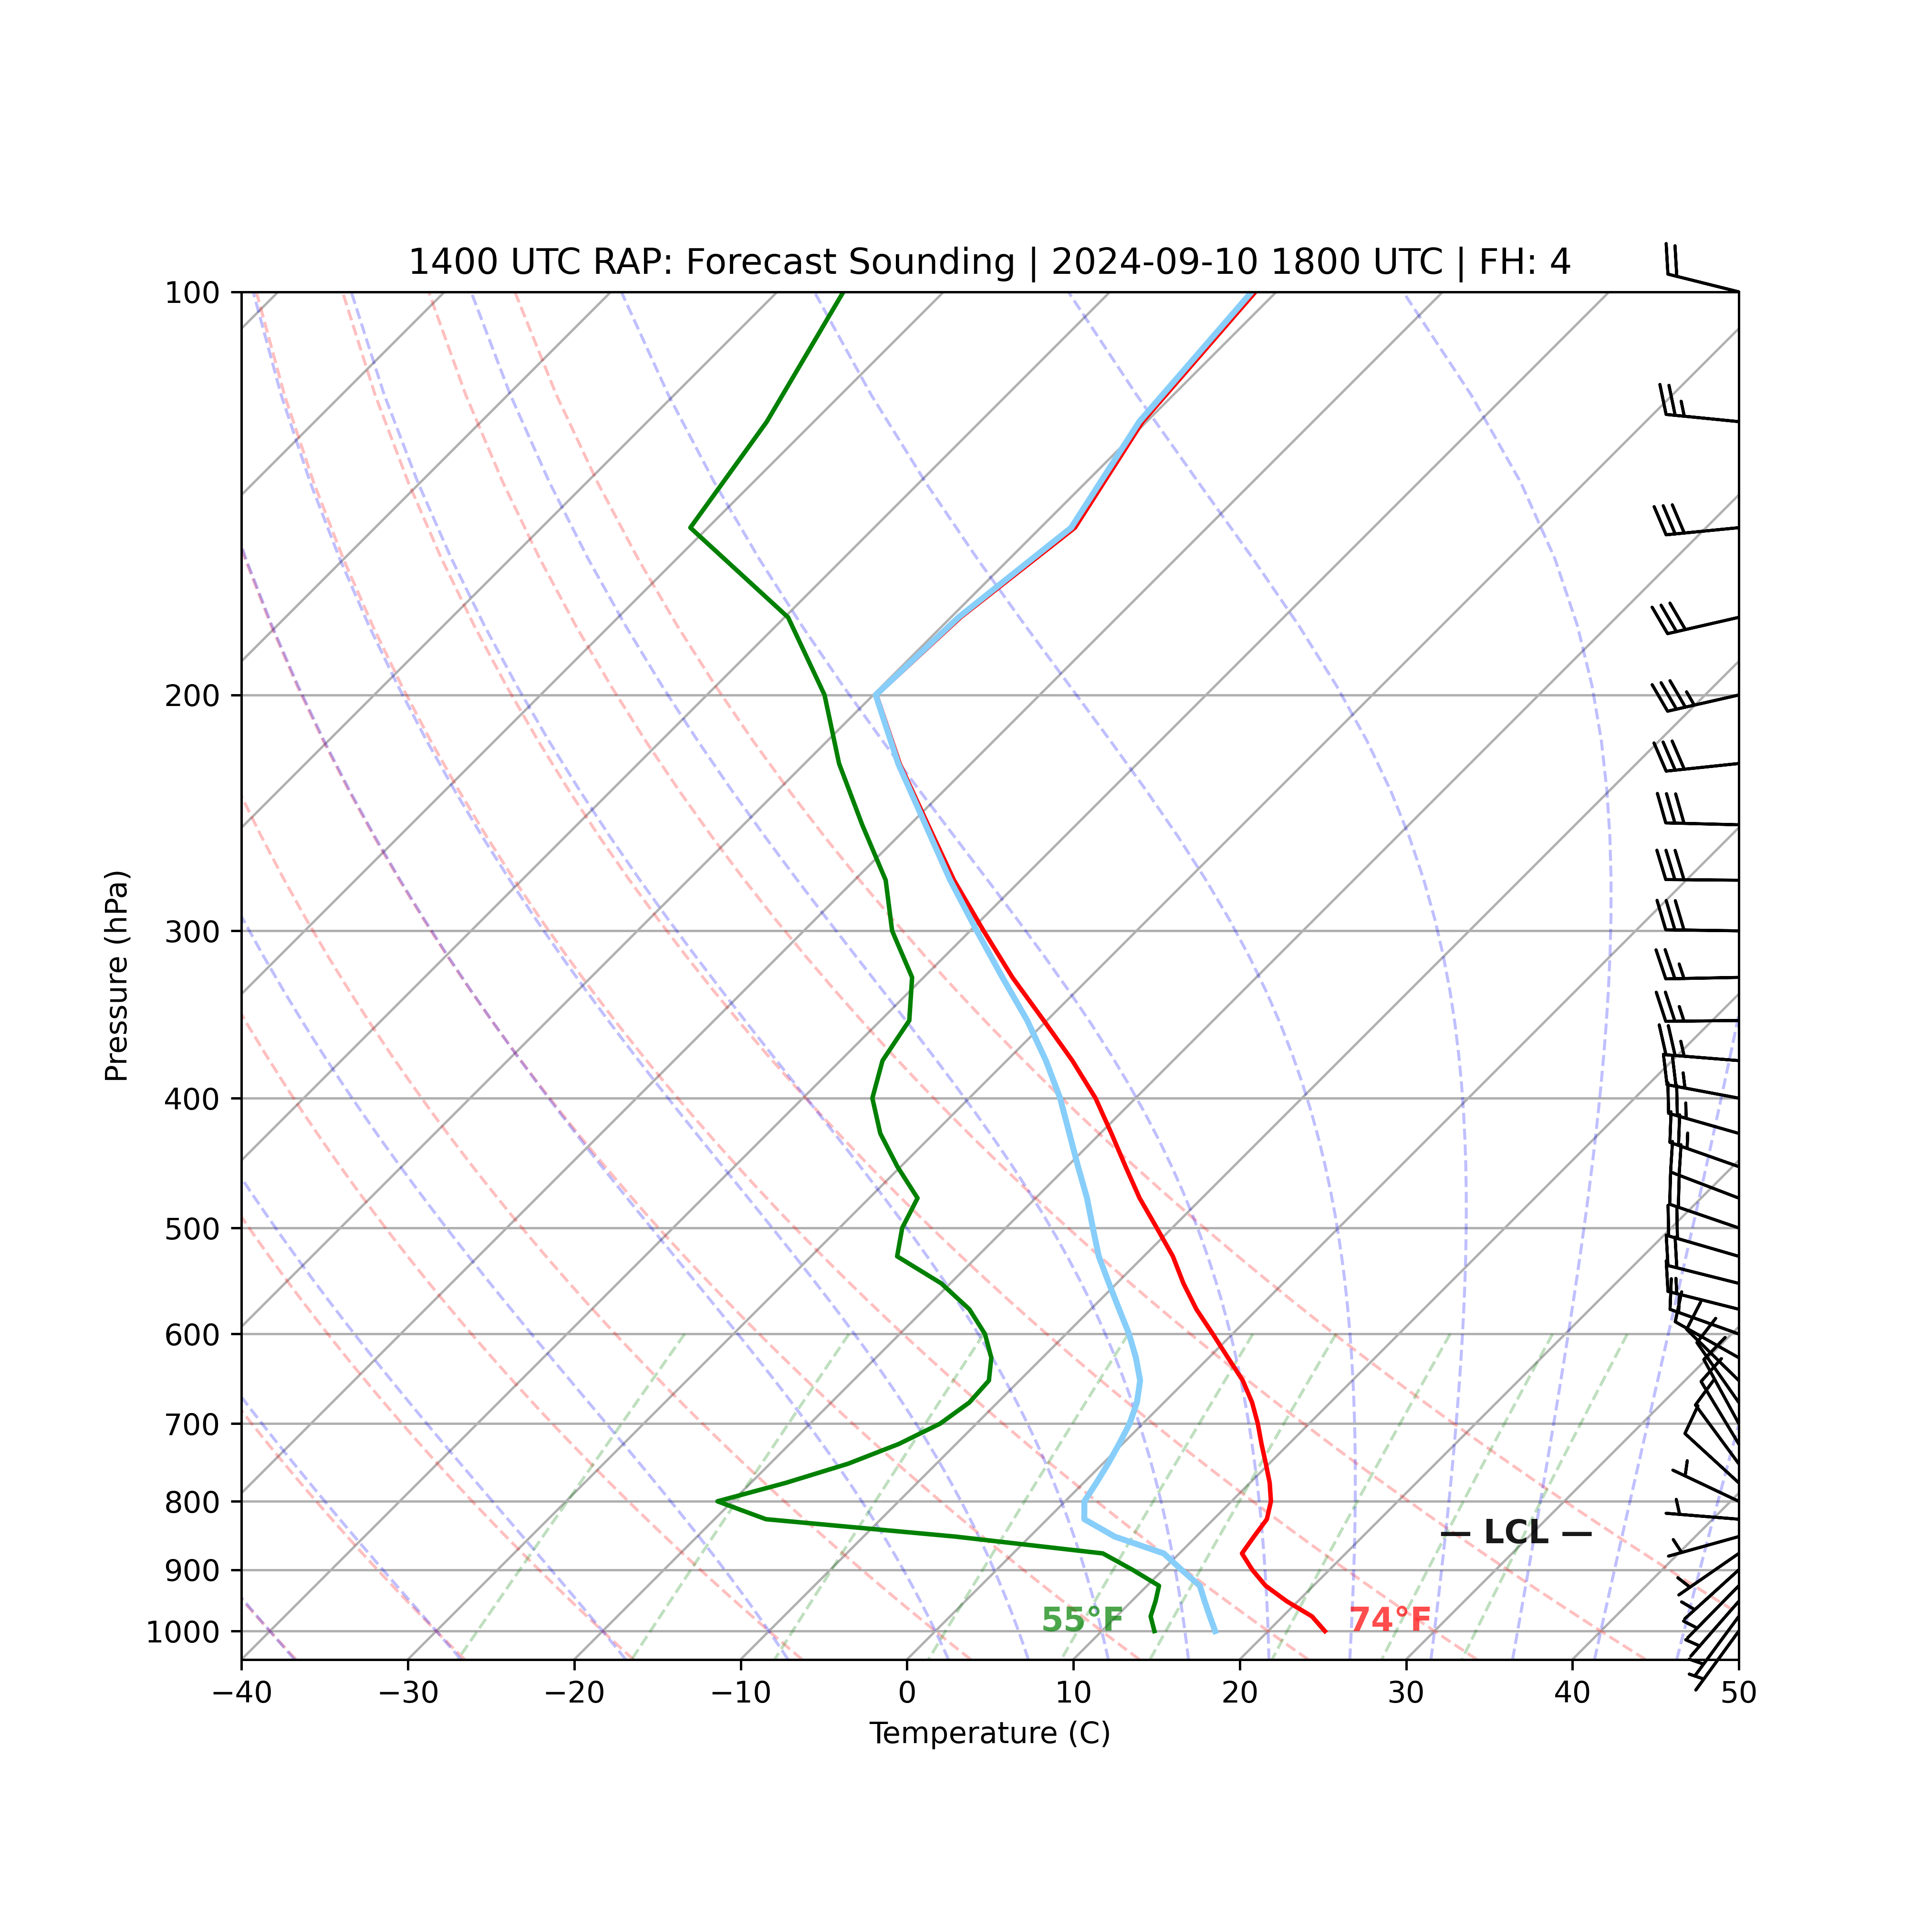 1400 UTC RAP: Forecast Sounding | 2024-09-10 1800 UTC | FH: 4
100
200
300
400
500
600
700
800
900
1000
Pressure (hPa)
— LCL —
55°F
74°F
−40 −30 −20 −10 0 10 20 30 40 50
Temperature (C)